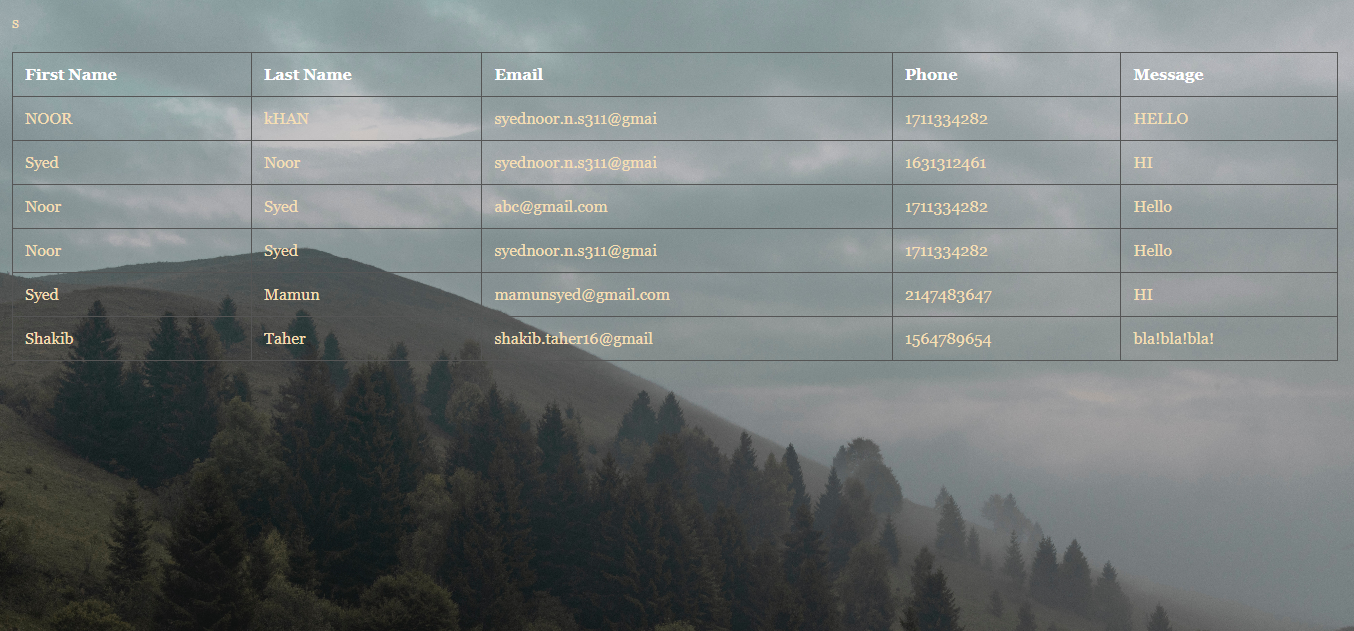 s
First Name Last Name Email Phone Message
NOOR kHAN syednoor.n.s311@gmai 1711334282 HELLO
Syed Noor syednoor.n.s311@gmai 1631312461 HI
Noor Syed abc@gmail.com 1711334282 Hello
Noor Syed syednoor.n.s311@gmai 1711334282 Hello
Syed Mamun mamunsyed@gmail.com 2147483647 HI
Shakib Taher shakib.taher16@gmail 1564789654 bla!bla!bla!